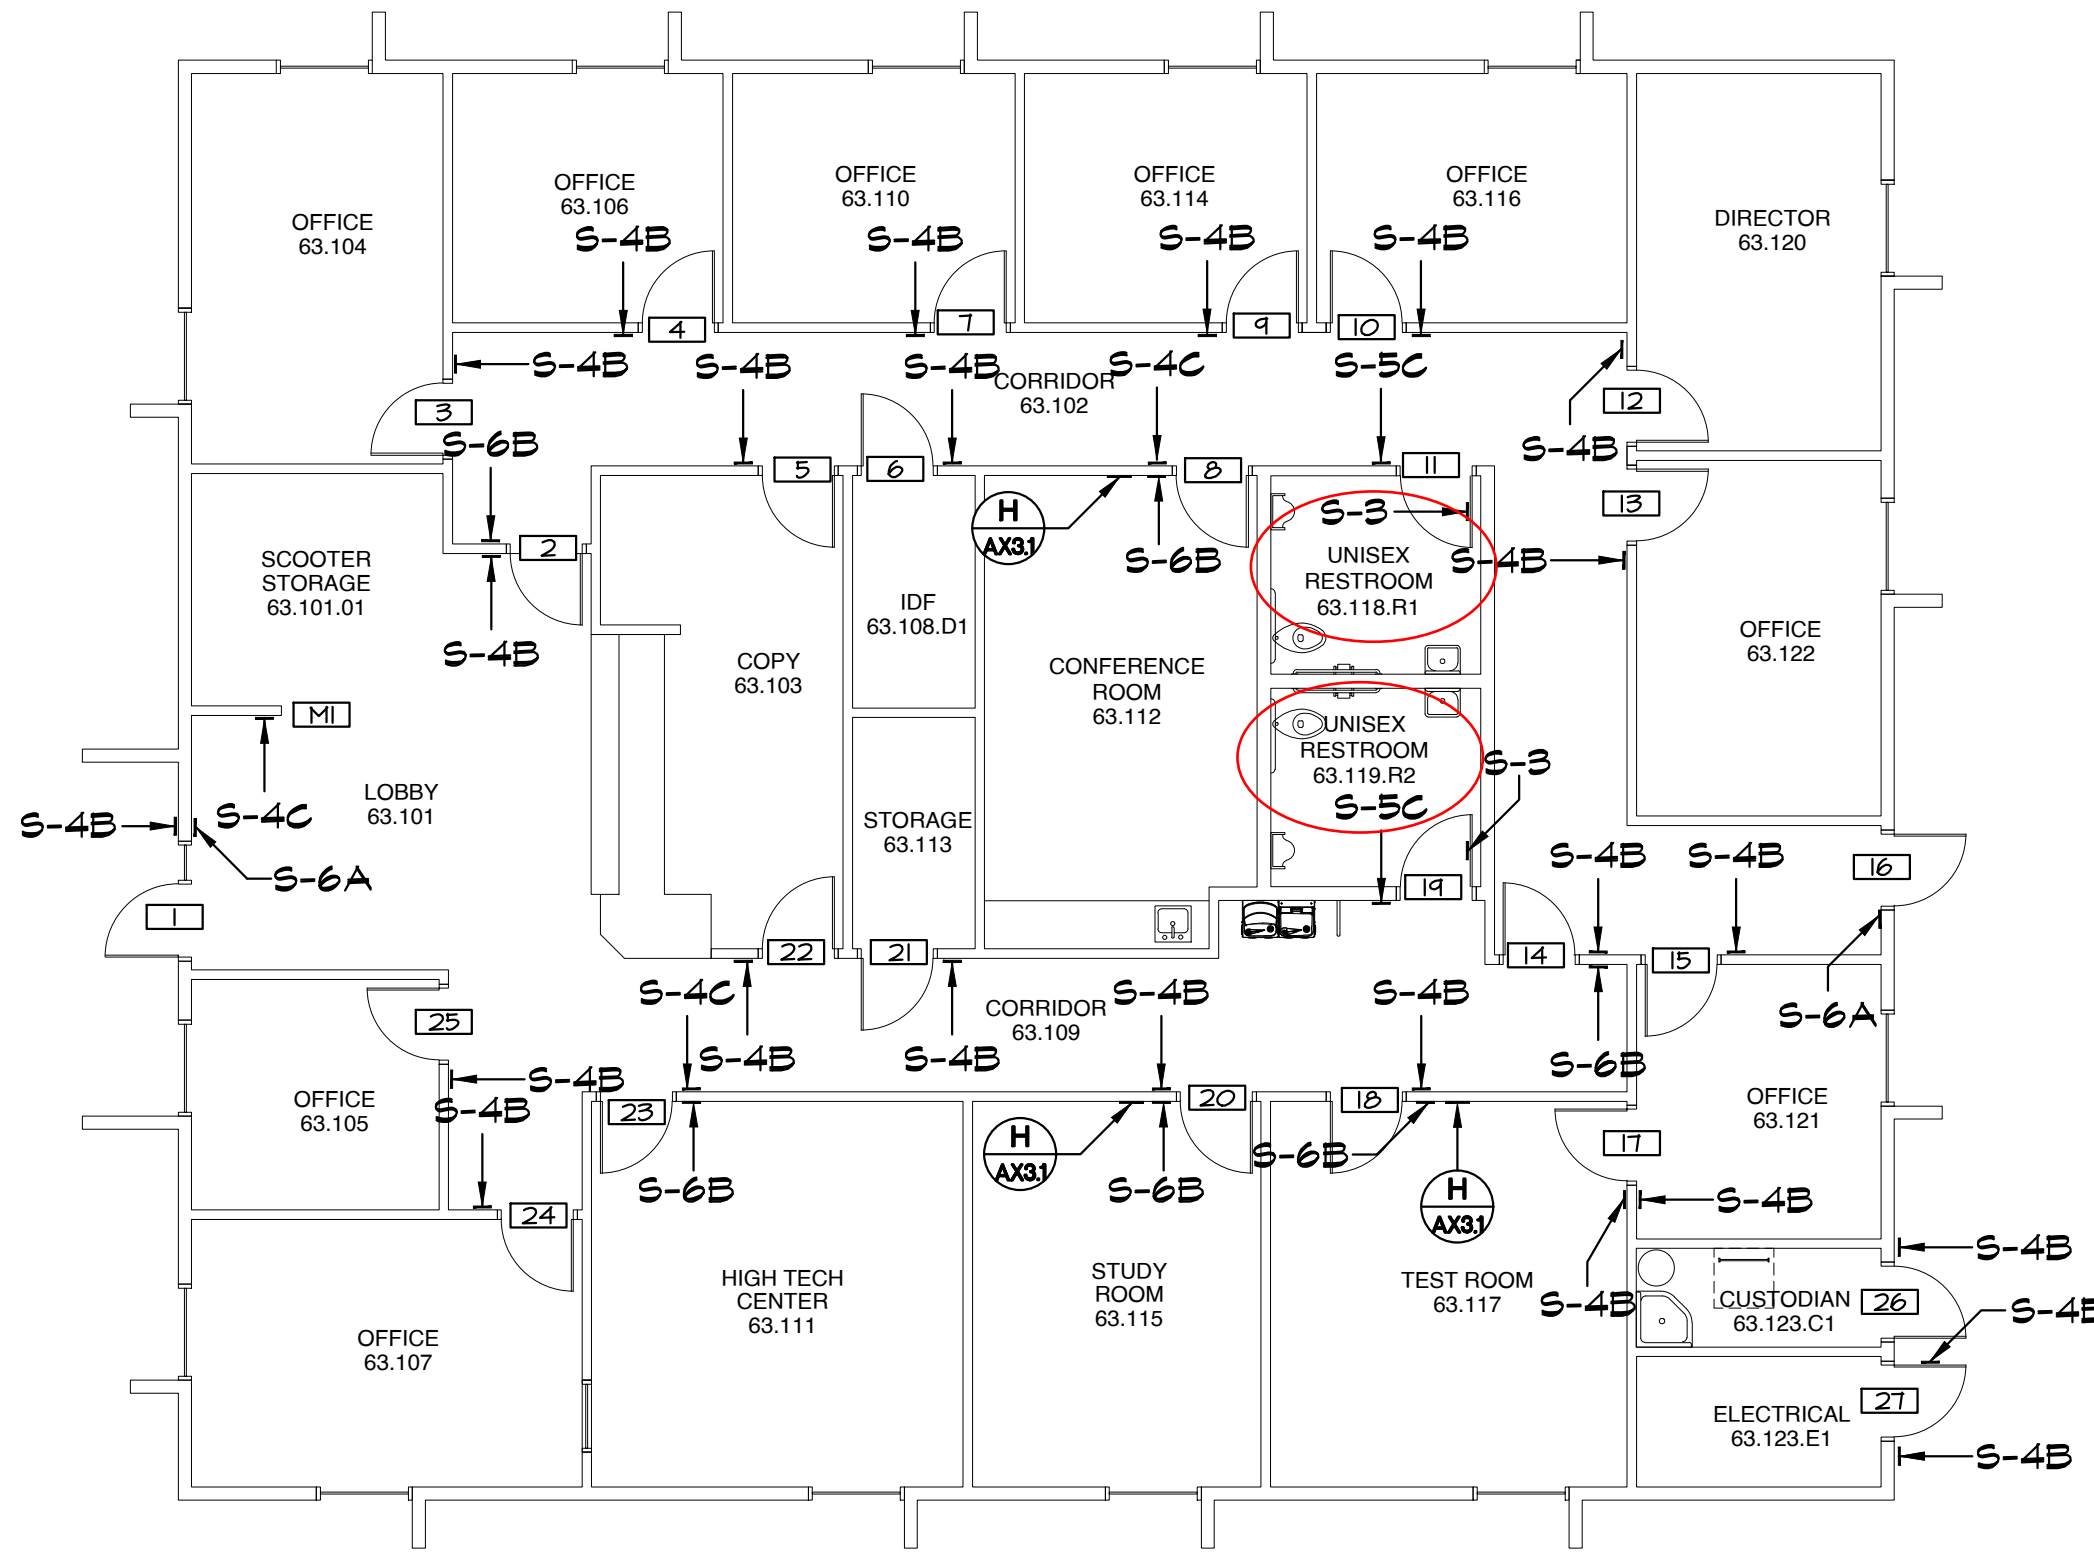 OFFICE
63.104
OFFICE
63.106
S-4B
OFFICE
63.110
S-4B
OFFICE
63.114
S-4B
OFFICE
63.116
S-4B
DIRECTOR
63.120
4
7
9
10
S-4B
S-4B
S-4B
S-4C
S-5C
CORRIDOR
63.102
3
12
S-6B
S-4B
5
6
8
11
13
H
AX3.1
S-3
2
S-6B
S-4B
SCOOTER
STORAGE
63.101.01
UNISEX
RESTROOM
63.118.R1
IDF
63.108.D1
S-4B
COPY
63.103
CONFERENCE
ROOM
63.112
OFFICE
63.122
M1
UNISEX
RESTROOM
63.119.R2
S-3
LOBBY
63.101
S-4B
S-4C
S-5C
STORAGE
63.113
S-6A
S-4B
S-4B
16
1
19
22
21
14
15
S-4C
S-4B
S-4B
CORRIDOR
63.109
25
S-6A
S-4B
S-4B
S-6B
S-4B
OFFICE
63.105
S-4B
23
20
18
OFFICE
63.121
H
AX3.1
17
S-6B
S-6B
S-6B
H
AX3.1
S-4B
24
S-4B
HIGH TECH
CENTER
63.111
STUDY
ROOM
63.115
TEST ROOM
63.117
S-4B
CUSTODIAN
63.123.C1
26
S-4B
OFFICE
63.107
27
ELECTRICAL
63.123.E1
S-4B